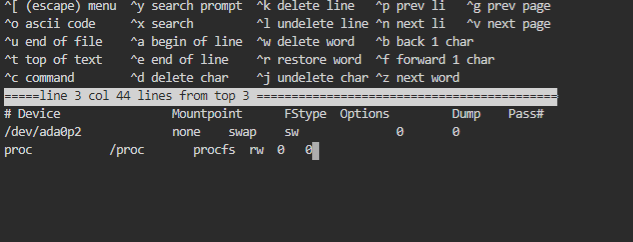 ^[ (escape) menu ^y search prompt ^k delete line ^p prev li ^g prev page
^o ascii code ^x search ^l undelete line ^n next li ^v next page
^u end of file ^a begin of line ^w delete word ^b back 1 char
^t top of text ^e end of line ^r restore word ^f forward 1 char
^c command ^d delete char ^j undelete char ^z next word
=====line 3 col 44 lines from top 3 ===========================================
# Device Mountpoint FStype Options Dump Pass#
/dev/ada0p2 none swap sw 0 0
proc /proc procfs rw 0 0